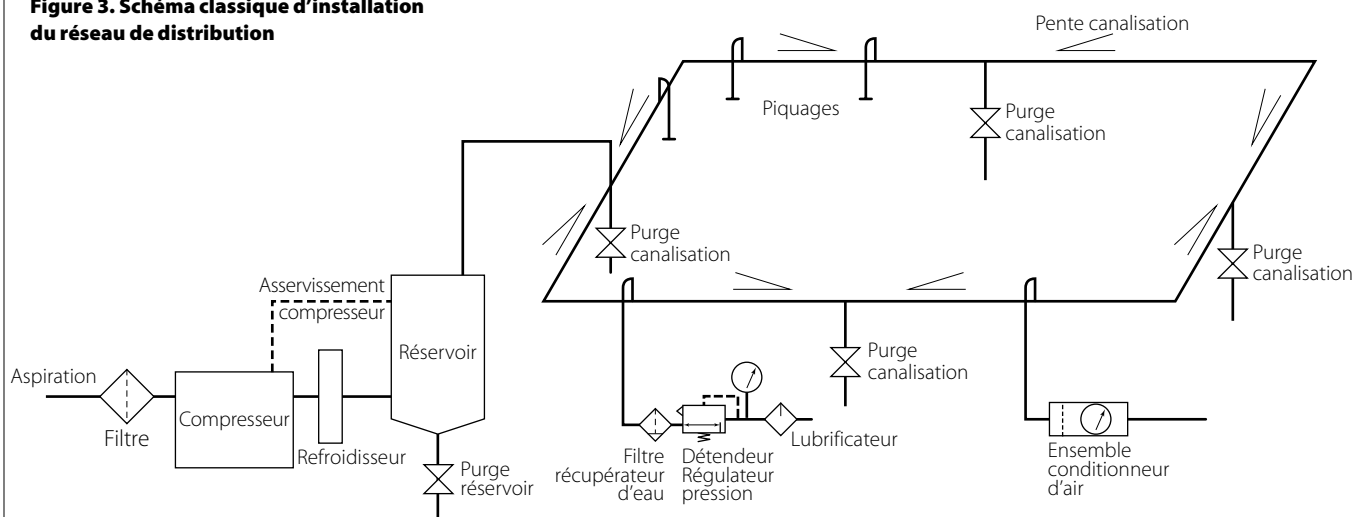 Figure 3. Schéma classique d'installation
du réseau de distribution
Pente canalisation
Piquages
Purge
canalisation
Purge
canalisation
Purge
canalisation
Asservissement
compresseur
Réservoir
Purge
canalisation
Aspiration
Compresseur
Filtre
Refroidisseur
Purge
réservoir
Lubrificateur
Filtre
récupérateur
d'eau
Détendeur
Régulateur
pression
Ensemble
conditionneur
d'air